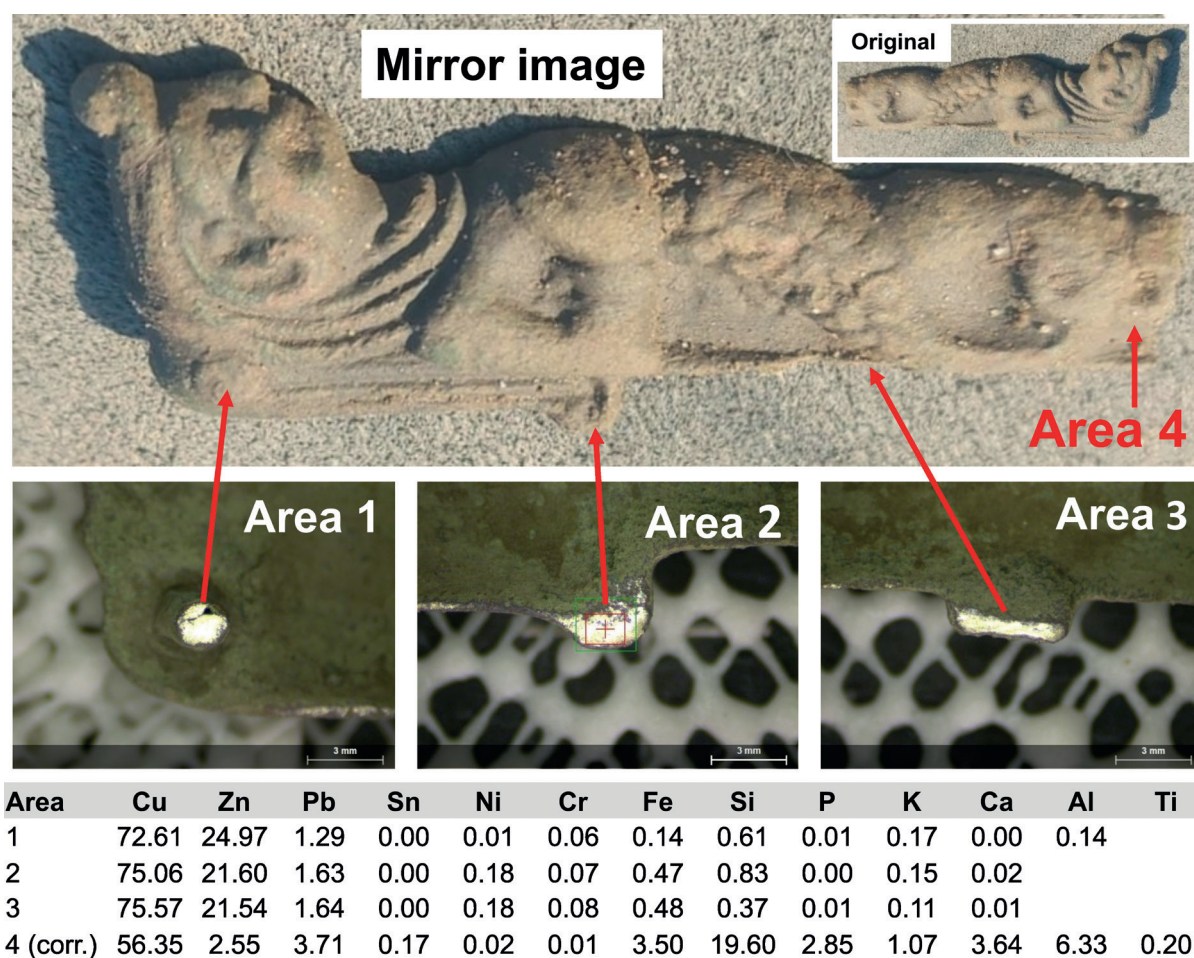 Mirror image
Original
Area 4
Area 1
Area 2
Area 3
3 mm
3 mm
3 mm
Area Cu Zn Pb Sn Ni Cr Fe Si P K Ca Al Ti
1 72.61 24.97 1.29 0.00 0.01 0.06 0.14 0.61 0.01 0.17 0.00 0.14
2 75.06 21.60 1.63 0.00 0.18 0.07 0.47 0.83 0.00 0.15 0.02
3 75.57 21.54 1.64 0.00 0.18 0.08 0.48 0.37 0.01 0.11 0.01
4 (corr.) 56.35 2.55 3.71 0.17 0.02 0.01 3.50 19.60 2.85 1.07 3.64 6.33 0.20